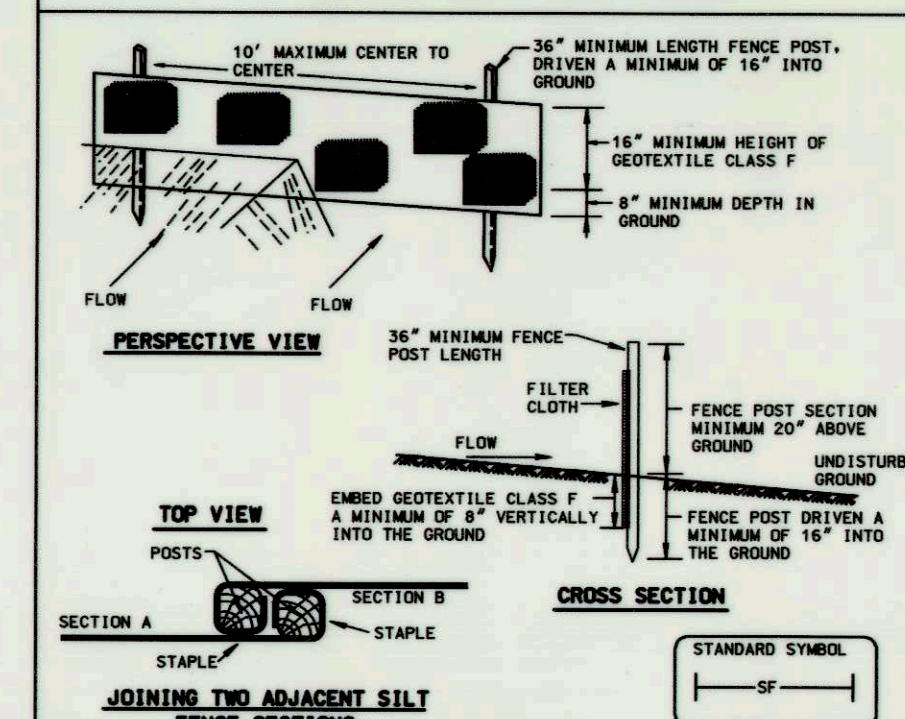 10' MAXIMUM CENTER TO
CENTER
36" MINIMUM LENGTH FENCE POST,
DRIVEN A MINIMUM OF 16" INTO
GROUND
16" MINIMUM HEIGHT OF
GEOTEXTILE CLASS F
8" MINIMUM DEPTH IN
GROUND
FLOW
FLOW
PERSPECTIVE VIEW
36" MINIMUM FENCE
POST LENGTH
FILTER
CLOTH
FENCE POST SECTION
MINIMUM 20" ABOVE
GROUND
FLOW
UNDISTURB
GROUND
EMBED GEOTEXTILE CLASS F
A MINIMUM OF 8" VERTICALLY
INTO THE GROUND
FENCE POST DRIVEN A
MINIMUM OF 16" INTO
THE GROUND
CROSS SECTION
TOP VIEW
POSTS
SECTION B
SECTION A
STAPLE
STAPLE
JOINING TWO ADJACENT SILT
FENCE SECTIONS
STANDARD SYMBOL
SF